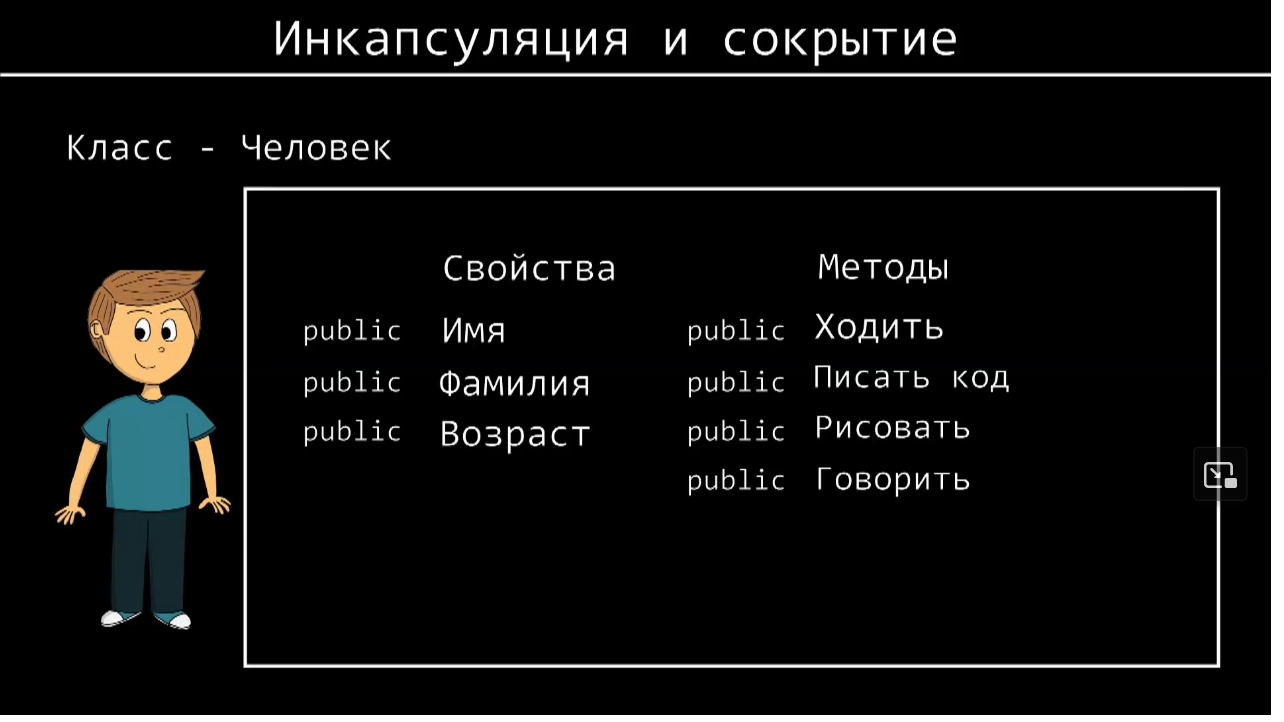 Инкапсуляция и сокрытие
Класс - Человек
Свойства
public Имя
public Фамилия
public Возраст
Методы
public Ходить
public Писать код
public Рисовать
public Говорить